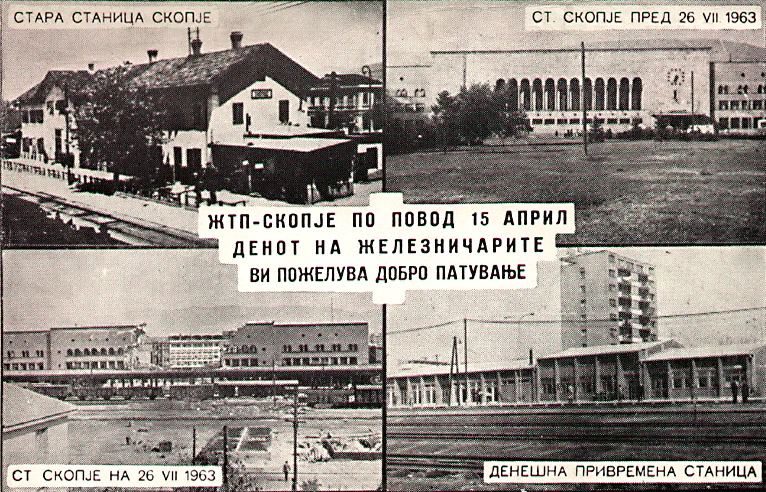 СТАРА СТАНИЦА СКОПЈЕ
СТ. СКОПЈЕ ПРЕД 26 VII 1963
ЖТП-СКОПЈЕ ПО ПОВОД 15 АПРИЛ
ДЕНОТ НА ЖЕЛЕЗНИЧАРИТЕ
ВИ ПОЖЕЛУВА ДОБРО ПАТУВАЊЕ
СТ СКОПЈЕ НА 26 VII 1963
ДЕНЕШНА ПРИВРЕМЕНА СТАНИЦА